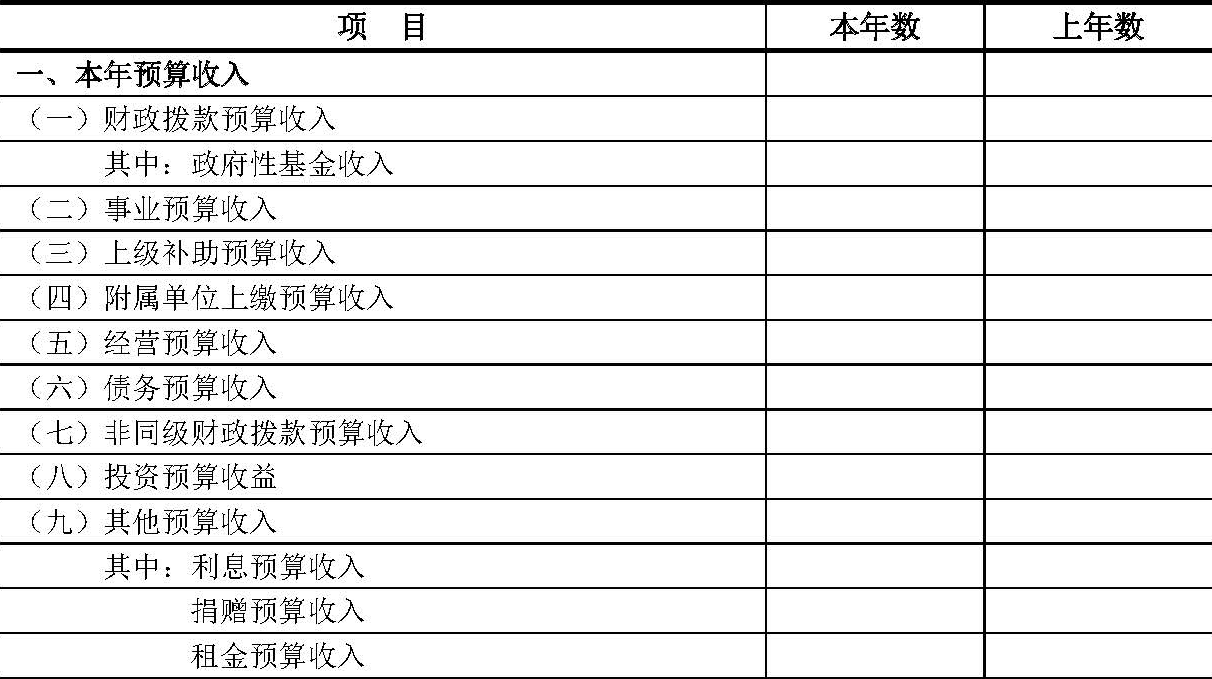 项 目 本年数 上年数
一、本年预算收入
（一）财政拨款预算收入
其中：政府性基金收入
（二）事业预算收入
（三）上级补助预算收入
（四）附属单位上缴预算收入
（五）经营预算收入
（六）债务预算收入
（七）非同级财政拨款预算收入
（八）投资预算收益
（九）其他预算收入
其中：利息预算收入
捐赠预算收入
租金预算收入